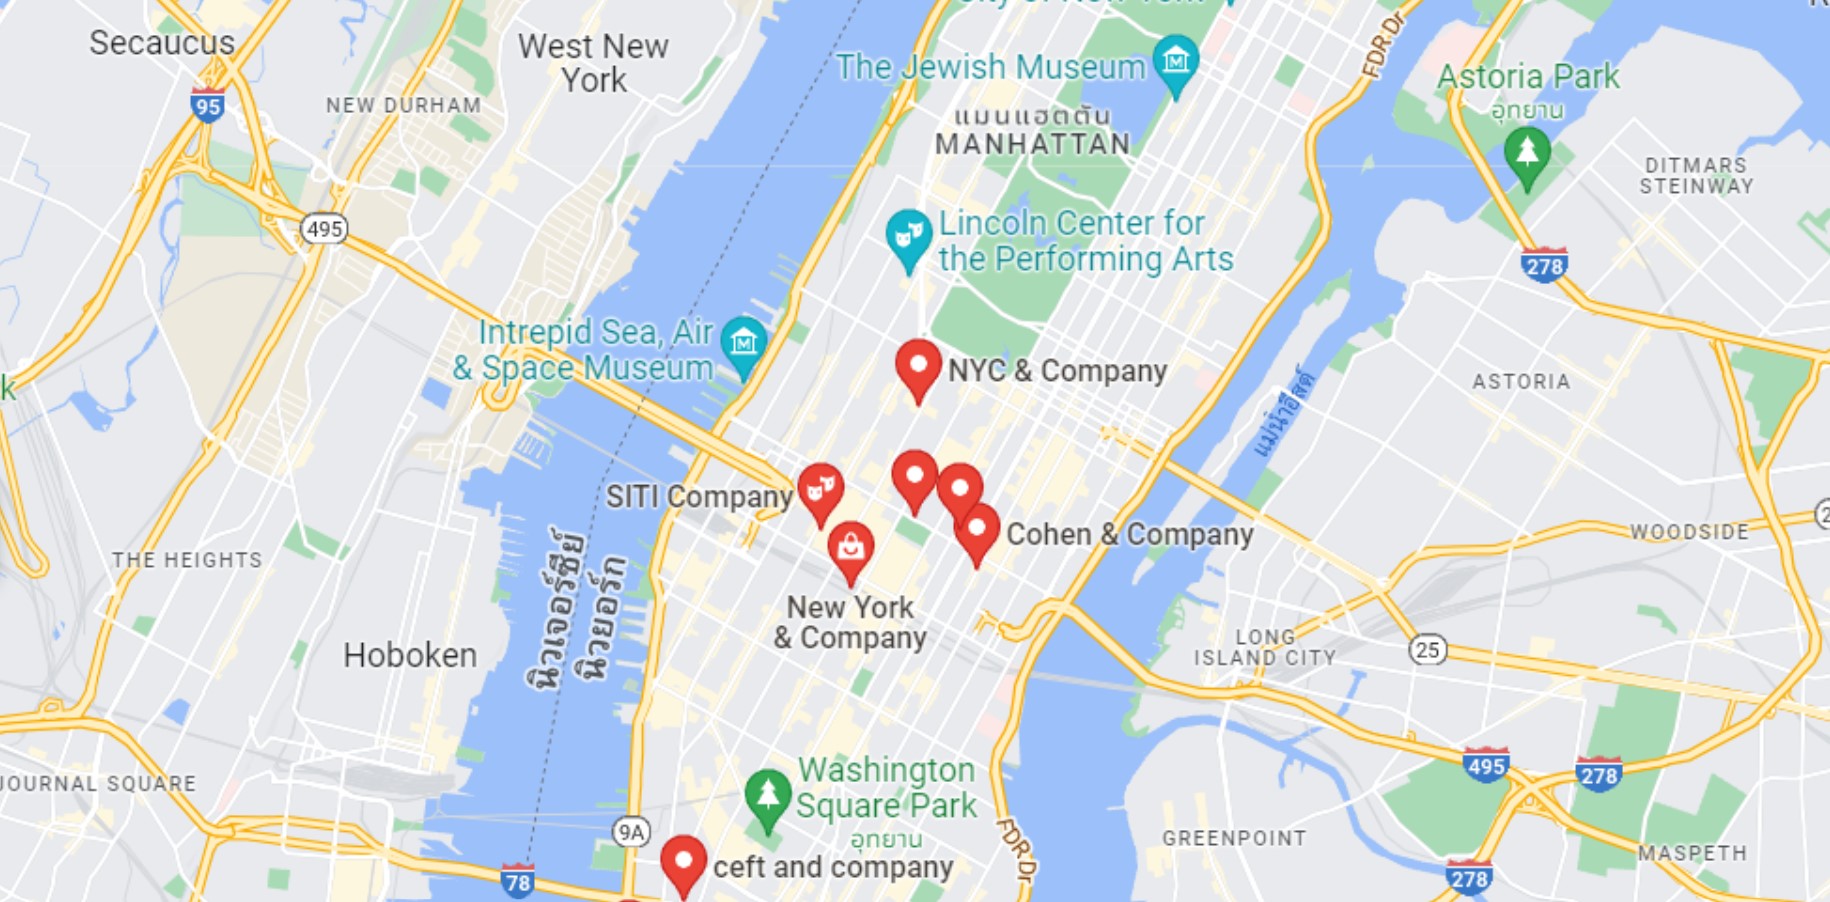 Secaucus
West New
York
The Jewish Museum
FDR Dr
Astoria Park
อุทยาน
95
NEW DURHAM
แมนแฮตตัน
MANHATTAN
DITMARS
STEINWAY
495
Lincoln Center for
the Performing Arts
278
Intrepid Sea, Air
& Space Museum
NYC & Company
ASTORIA
แม่น้ำอีสต์
k
SITI Company
Cohen & Company
WOODSIDE
THE HEIGHTS
นิวเจอร์ซีย์
นิวยอร์ก
New York
& Company
Hoboken
LONG
ISLAND CITY
25
JOURNAL SQUARE
Washington
Square Park
อุทยาน
495
278
9A
FDR Dr
GREENPOINT
MASPETH
ceft and company
78
278